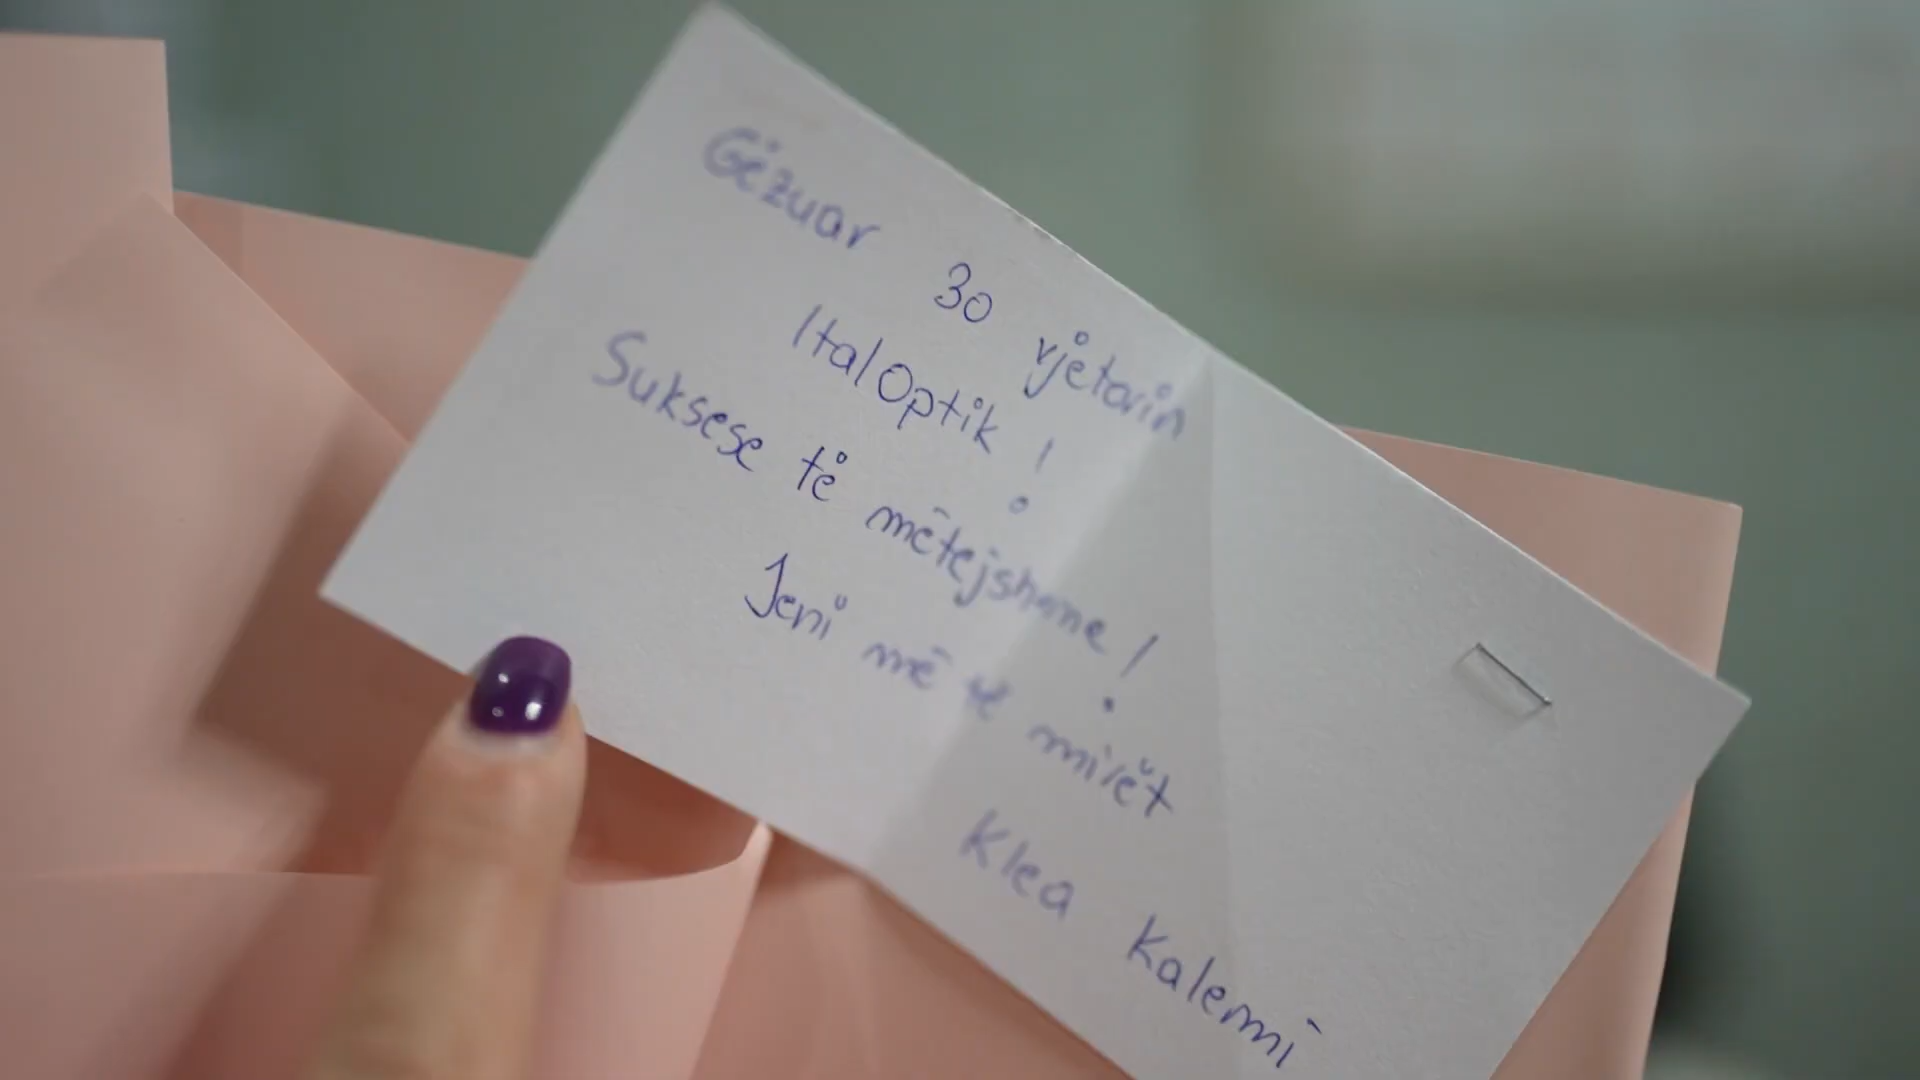 Gëzuar 30 vjetorin
ItalOptik!
Suksese të mëtejshme!
Jeni më të mirët
Klea Kalemi